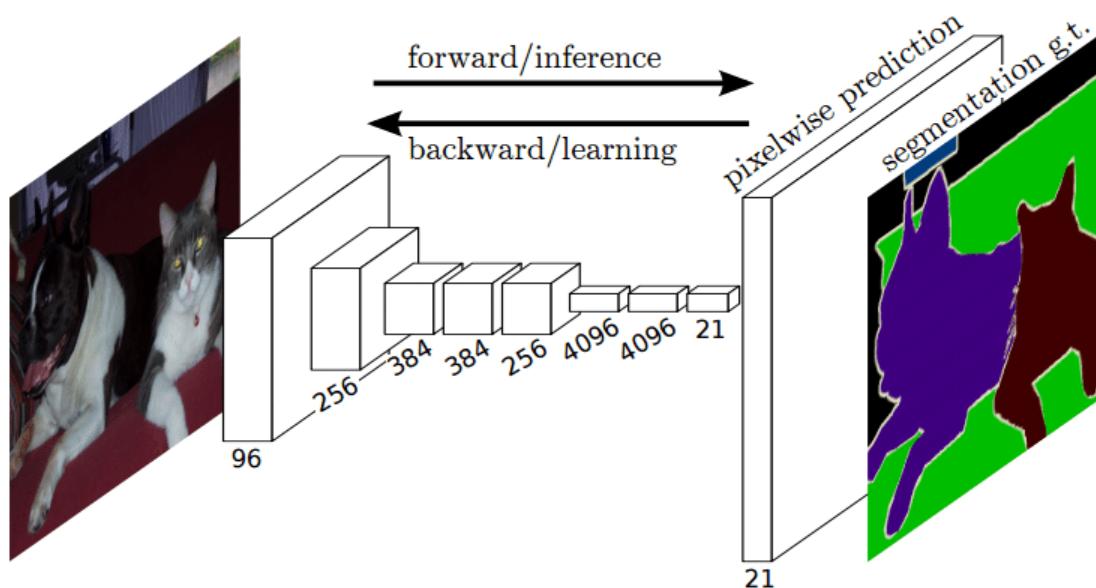 forward/inference
backward/learning
pixelwise prediction
segmentation g.t.
96
256
384
384
256
4096
4096
21
21